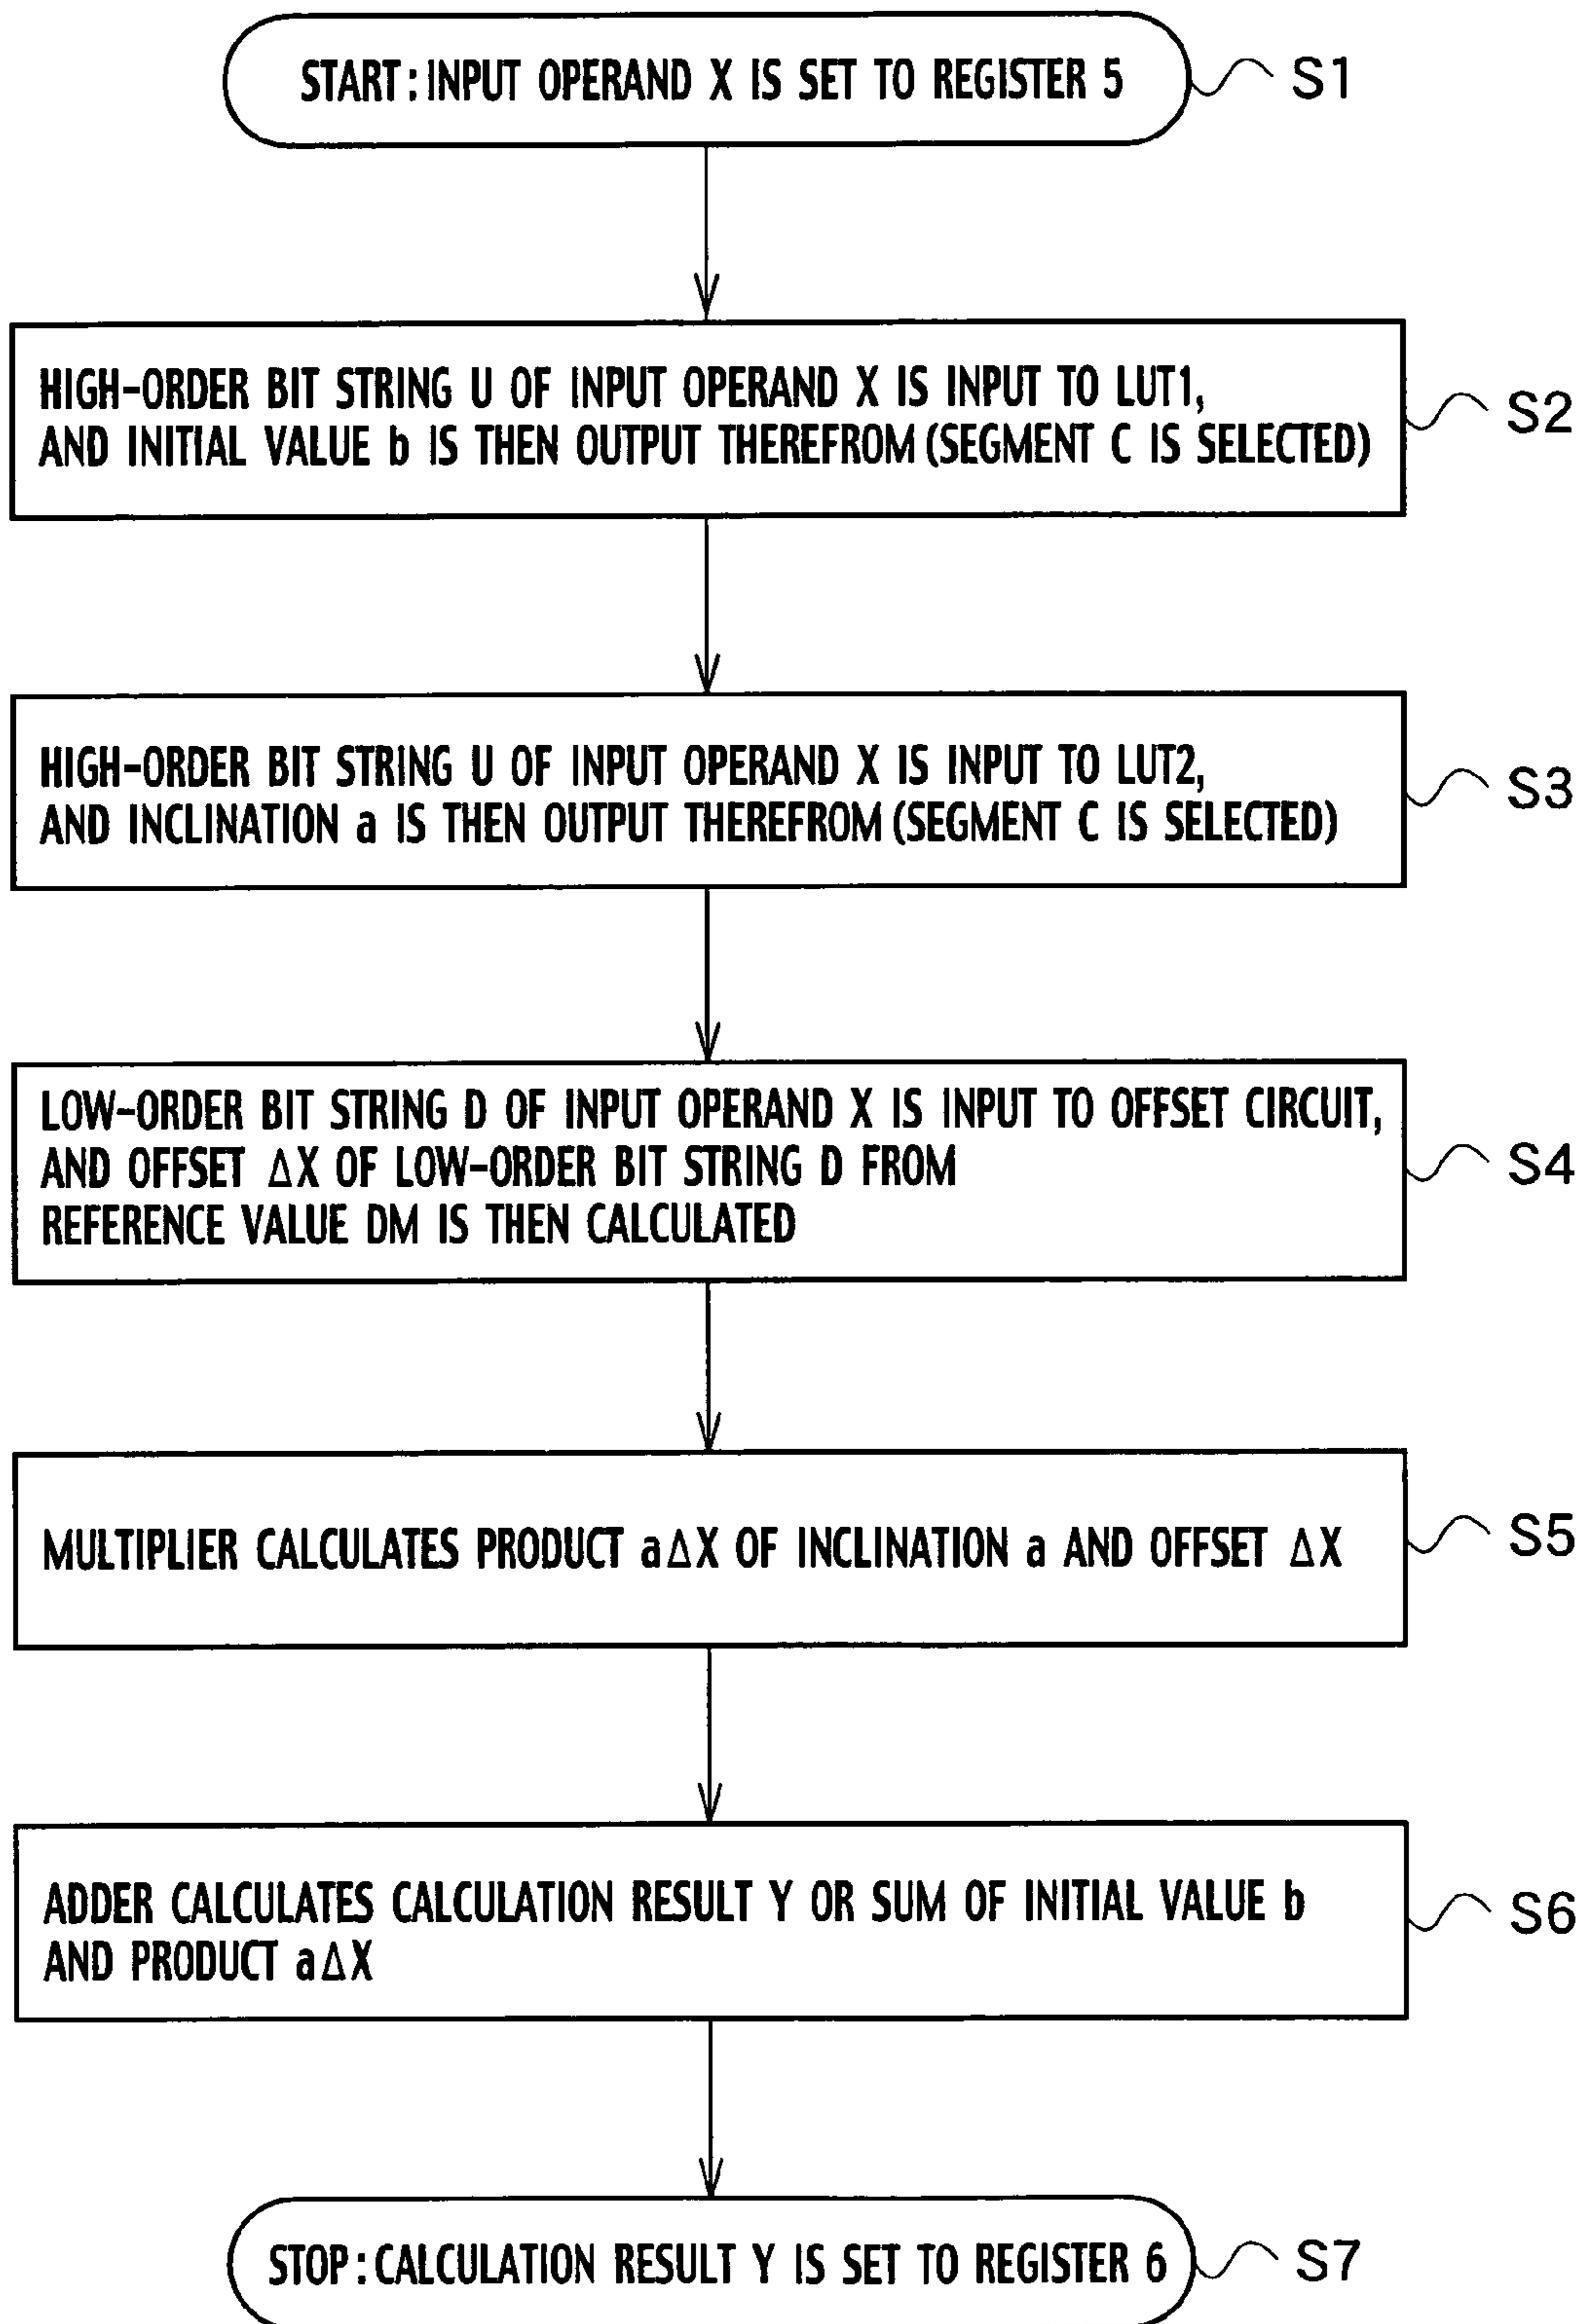 START: INPUT OPERAND X IS SET TO REGISTER 5
S1
HIGH-ORDER BIT STRING U OF INPUT OPERAND X IS INPUT TO LUT1,
AND INITIAL VALUE b IS THEN OUTPUT THEREFROM (SEGMENT C IS SELECTED)
S2
HIGH-ORDER BIT STRING U OF INPUT OPERAND X IS INPUT TO LUT2,
AND INCLINATION a IS THEN OUTPUT THEREFROM (SEGMENT C IS SELECTED)
S3
LOW-ORDER BIT STRING D OF INPUT OPERAND X IS INPUT TO OFFSET CIRCUIT,
AND OFFSET ΔX OF LOW-ORDER BIT STRING D FROM
REFERENCE VALUE DM IS THEN CALCULATED
S4
MULTIPLIER CALCULATES PRODUCT aΔX OF INCLINATION a AND OFFSET ΔX
S5
ADDER CALCULATES CALCULATION RESULT Y OR SUM OF INITIAL VALUE b
AND PRODUCT aΔX
S6
STOP: CALCULATION RESULT Y IS SET TO REGISTER 6
S7